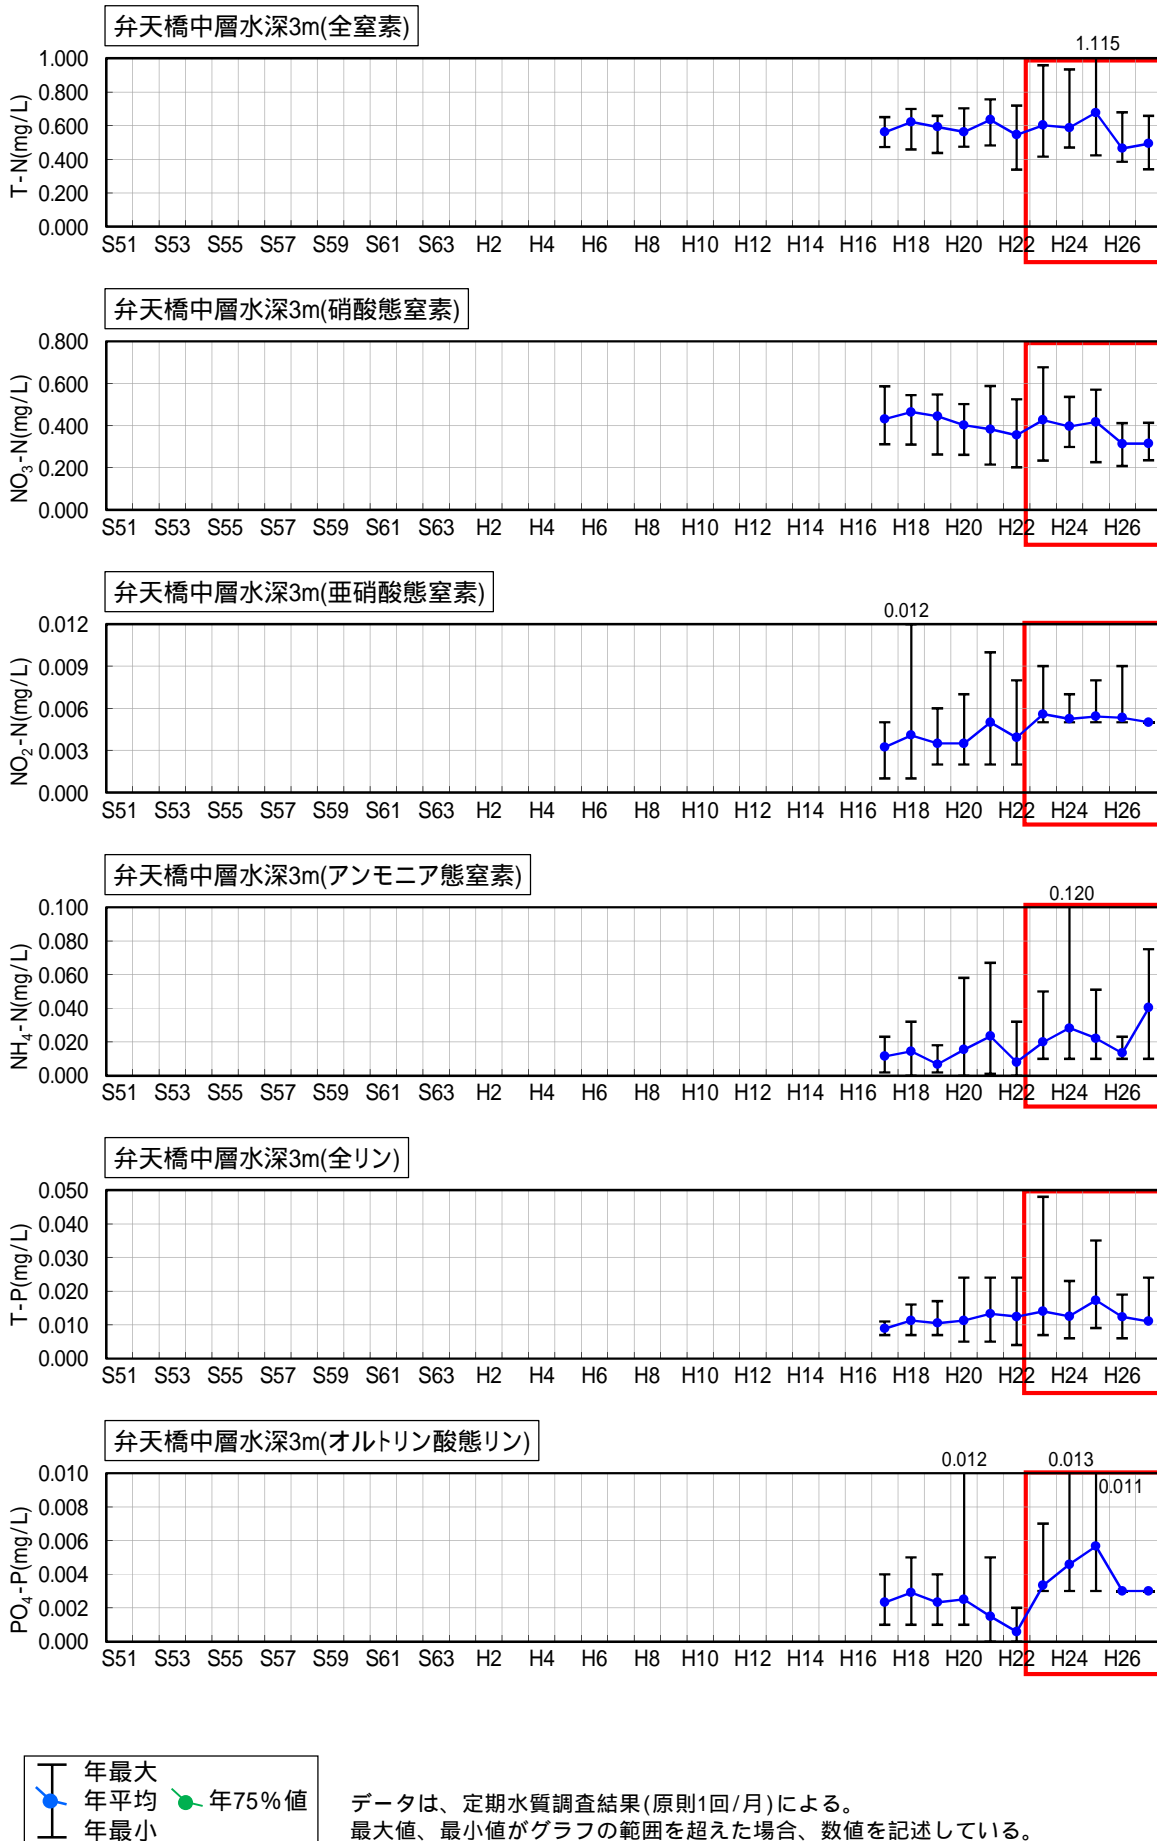 弁天橋中層水深3m(全窒素)
1.115
T-N(mg/L)
1.000
0.800
0.600
0.400
0.200
0.000
S51 S53 S55 S57 S59 S61 S63 H2 H4 H6 H8 H10 H12 H14 H16 H18 H20 H22 H24 H26
弁天橋中層水深3m(硝酸態窒素)
NO₃-N(mg/L)
0.800
0.600
0.400
0.200
0.000
S51 S53 S55 S57 S59 S61 S63 H2 H4 H6 H8 H10 H12 H14 H16 H18 H20 H22 H24 H26
弁天橋中層水深3m(亜硝酸態窒素)
0.012
NO₂-N(mg/L)
0.012
0.009
0.006
0.003
0.000
S51 S53 S55 S57 S59 S61 S63 H2 H4 H6 H8 H10 H12 H14 H16 H18 H20 H22 H24 H26
弁天橋中層水深3m(アンモニア態窒素)
0.120
NH₄-N(mg/L)
0.100
0.080
0.060
0.040
0.020
0.000
S51 S53 S55 S57 S59 S61 S63 H2 H4 H6 H8 H10 H12 H14 H16 H18 H20 H22 H24 H26
弁天橋中層水深3m(全リン)
T-P(mg/L)
0.050
0.040
0.030
0.020
0.010
0.000
S51 S53 S55 S57 S59 S61 S63 H2 H4 H6 H8 H10 H12 H14 H16 H18 H20 H22 H24 H26
弁天橋中層水深3m(オルトリン酸態リン)
0.012 0.013
0.011
PO₄-P(mg/L)
0.010
0.008
0.006
0.004
0.002
0.000
S51 S53 S55 S57 S59 S61 S63 H2 H4 H6 H8 H10 H12 H14 H16 H18 H20 H22 H24 H26
年最大
年平均 年75%値
年最小
データは、定期水質調査結果(原則1回/月)による。
最大値、最小値がグラフの範囲を超えた場合、数値を記述している。